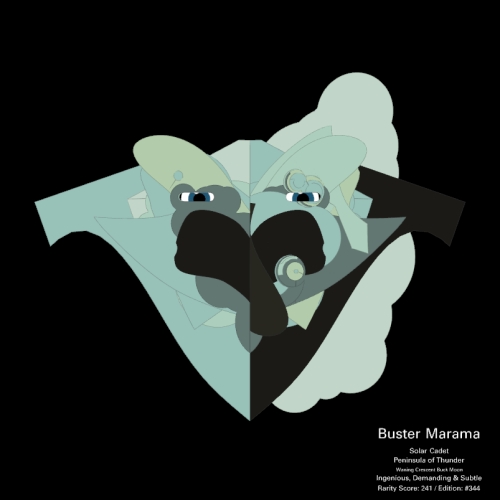 Buster Marama
Solar Cadet
Peninsula of Thunder
Waning Crescent Buck Moon
Ingenious, Demanding & Subtle
Rarity Score: 241 / Edition: #344